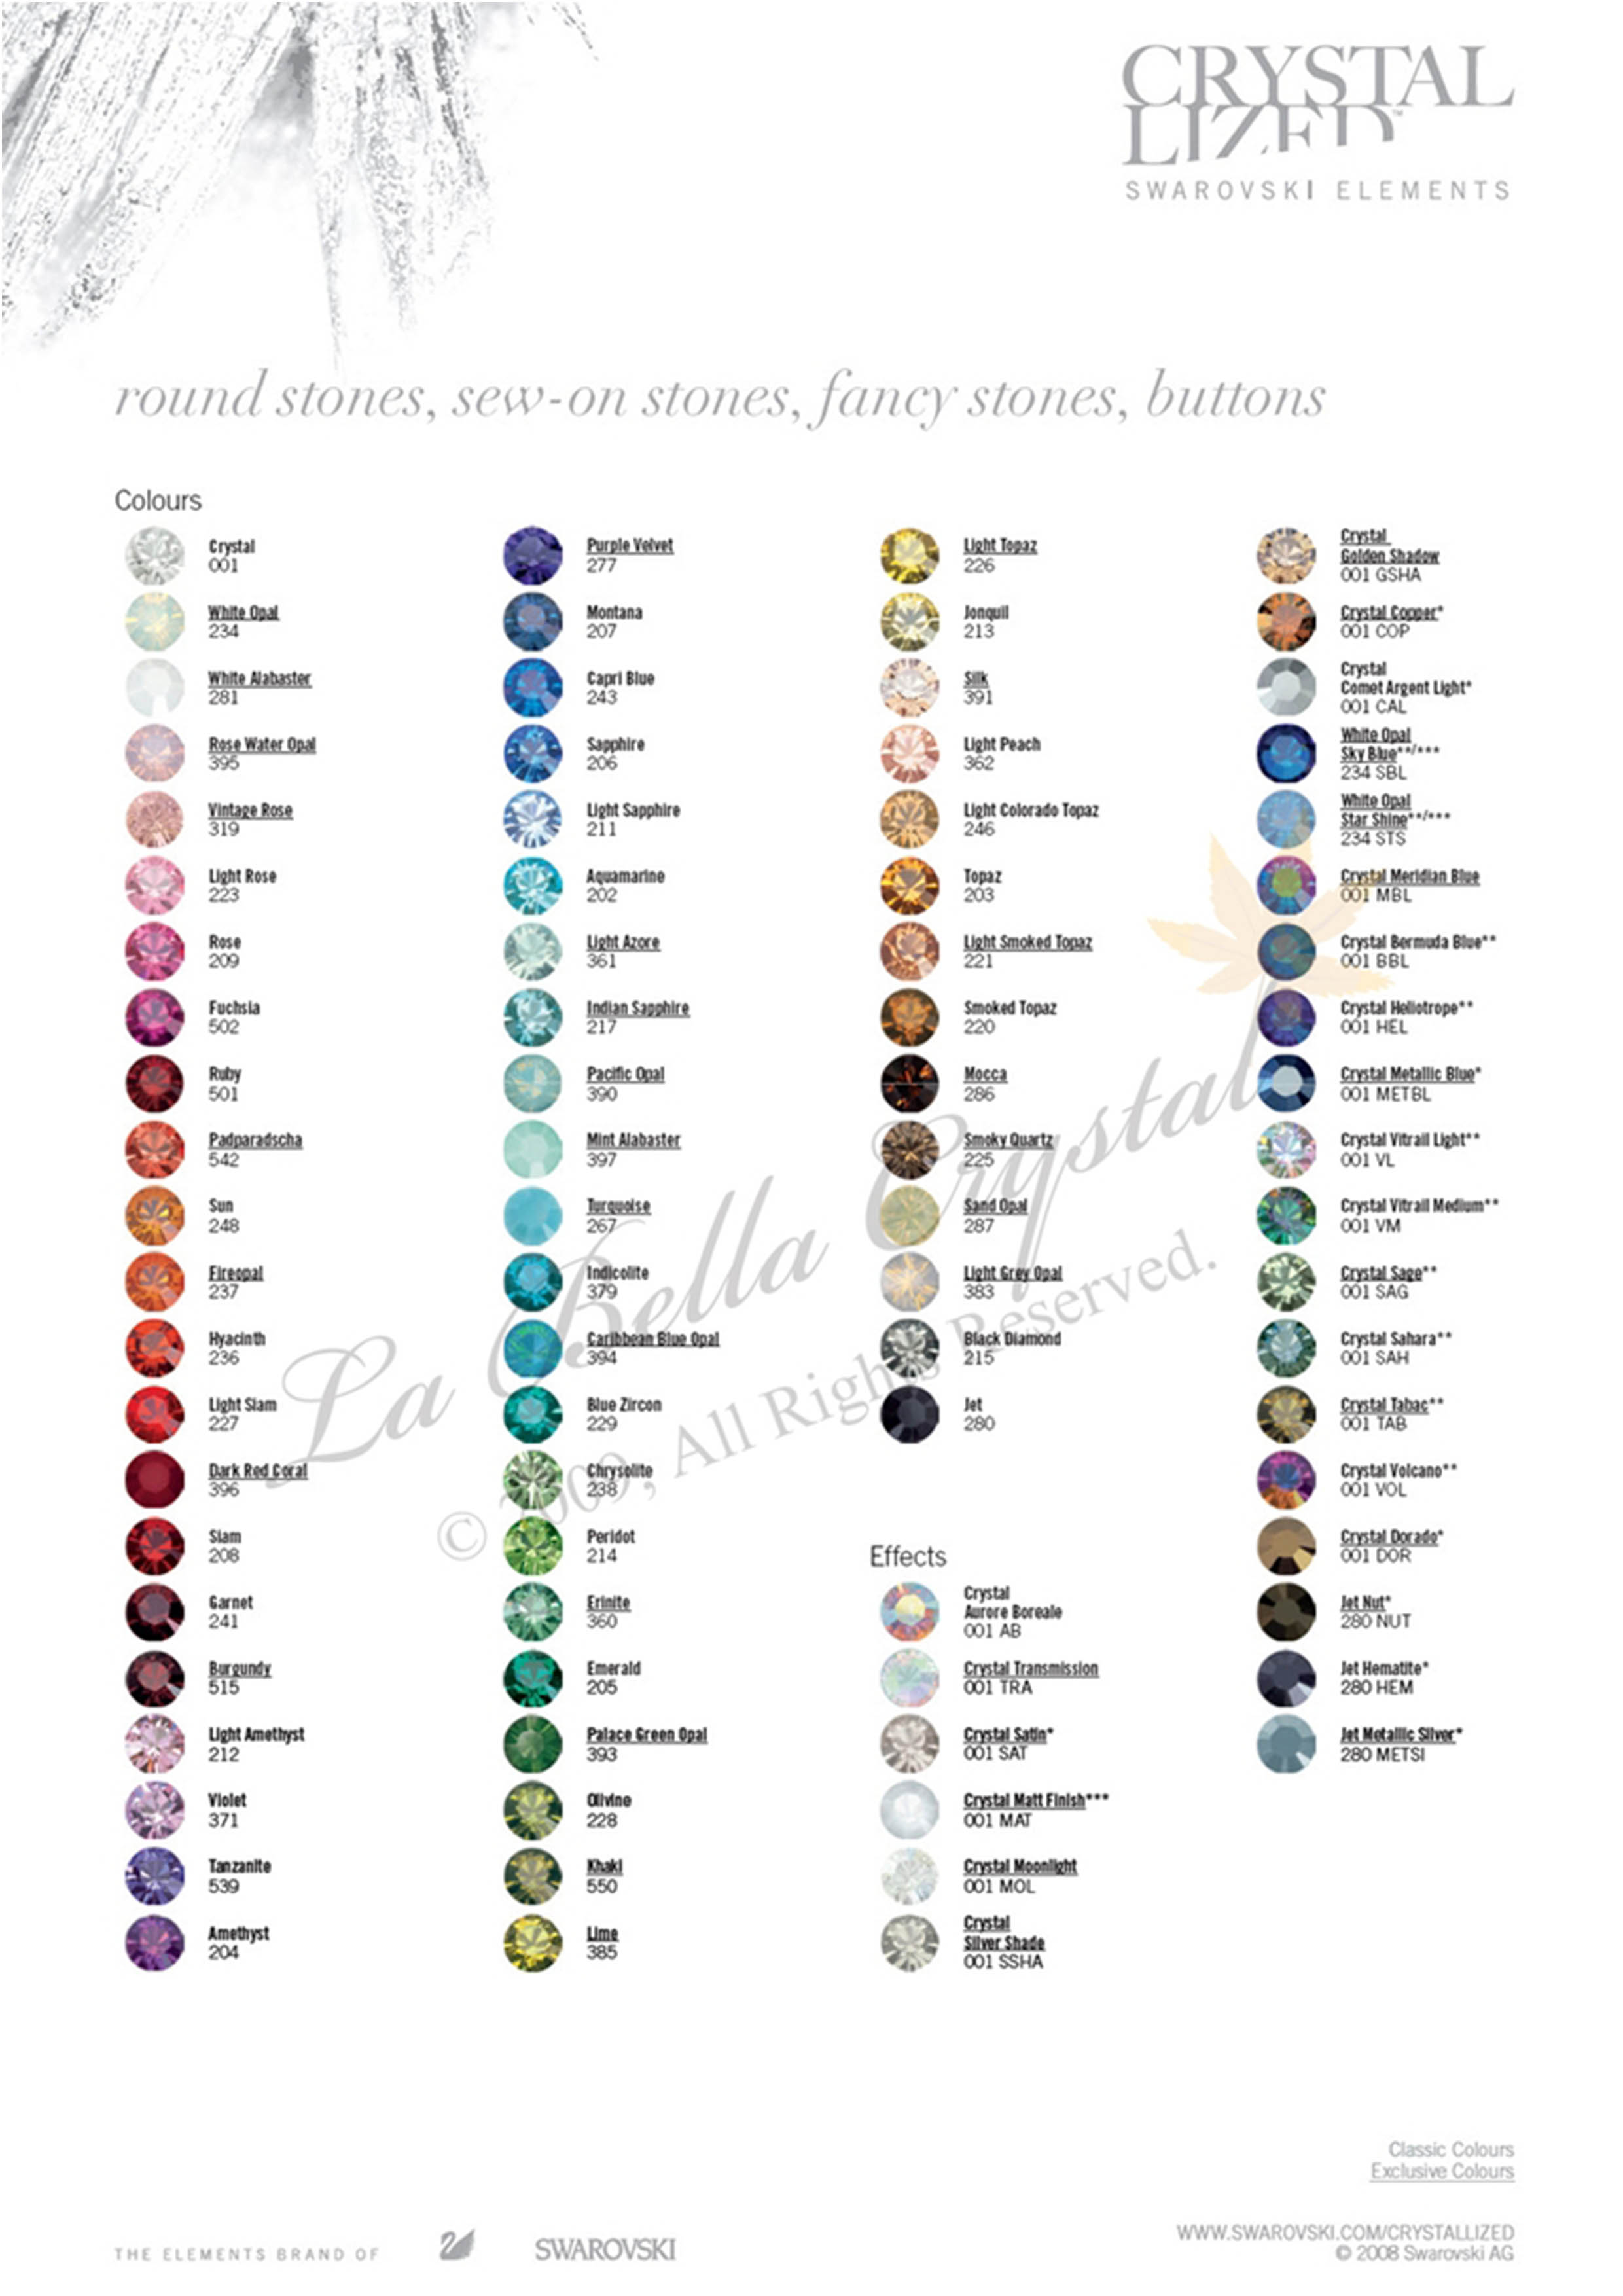 CRYSTAL
LIZED™
SWAROVSKI ELEMENTS
round stones, sew-on stones, fancy stones, buttons
Colours
Crystal
001
White Opal
234
White Alabaster
281
Rose Water Opal
395
Vintage Rose
319
Light Rose
223
Rose
209
Fuchsia
502
Ruby
501
Padparadscha
542
Sun
248
Fireopal
237
Hyacinth
236
Light Siam
227
Dark Red Coral
396
Siam
208
Garnet
241
Burgundy
515
Light Amethyst
212
Violet
371
Tanzanite
539
Amethyst
204
Purple Velvet
277
Montana
207
Capri Blue
243
Sapphire
206
Light Sapphire
211
Aquamarine
202
Light Azore
361
Indian Sapphire
217
Pacific Opal
390
Mint Alabaster
397
Turquoise
267
Indicolite
379
Caribbean Blue Opal
394
Blue Zircon
229
Chrysolite
238
Peridot
214
Erinite
360
Emerald
205
Palace Green Opal
393
Olivine
228
Khaki
550
Lime
385
Light Topaz
226
Jonquil
213
Silk
391
Light Peach
362
Light Colorado Topaz
246
Topaz
203
Light Smoked Topaz
221
Smoked Topaz
220
Mocca
286
Smoky Quartz
225
Sand Opal
287
Light Grey Opal
383
Black Diamond
215
Jet
280
Effects
Crystal
Aurore Boreale
001 AB
Crystal Transmission
001 TRA
Crystal Satin*
001 SAT
Crystal Matt Finish***
001 MAT
Crystal Moonlight
001 MOL
Crystal
Silver Shade
001 SSHA
Crystal
Golden Shadow
001 GSHA
Crystal Copper*
001 COP
Crystal
Comet Argent Light*
001 CAL
White Opal
Sky Blue**/***
234 SBL
White Opal
Star Shine**/***
234 STS
Crystal Meridian Blue
001 MBL
Crystal Bermuda Blue**
001 BBL
Crystal Heliotrope**
001 HEL
Crystal Metallic Blue*
001 METBL
Crystal Vitrail Light**
001 VL
Crystal Vitrail Medium**
001 VM
Crystal Sage**
001 SAG
Crystal Sahara**
001 SAH
Crystal Tabac**
001 TAB
Crystal Volcano**
001 VOL
Crystal Dorado*
001 DOR
Jet Nut*
280 NUT
Jet Hematite*
280 HEM
Jet Metallic Silver*
280 METSI
La Bella Crystal
© 2009, All Rights Reserved.
Classic Colours
Exclusive Colours
THE ELEMENTS BRAND OF
SWAROVSKI
WWW.SWAROVSKI.COM/CRYSTALLIZED
© 2008 Swarovski AG